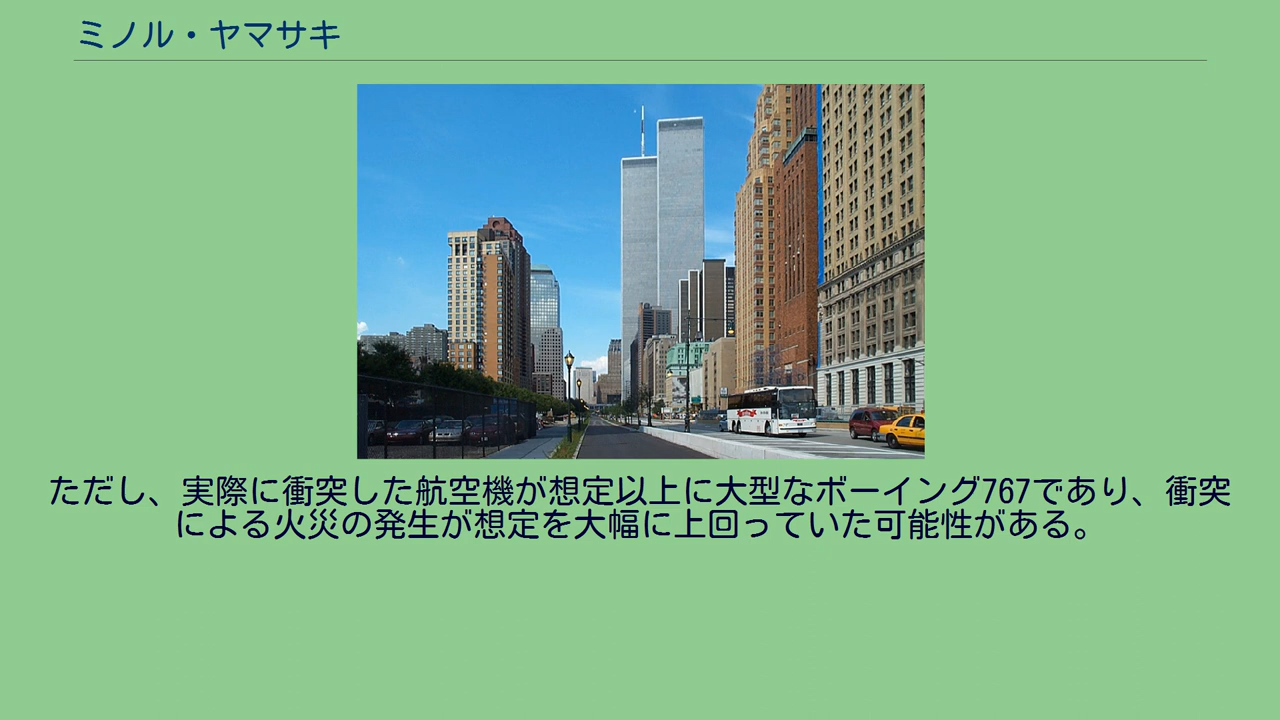 ミノル・ヤマサキ
ただし、実際に衝突した航空機が想定以上に大型なボーイング767であり、衝突
による火災の発生が想定を大幅に上回っていた可能性がある。